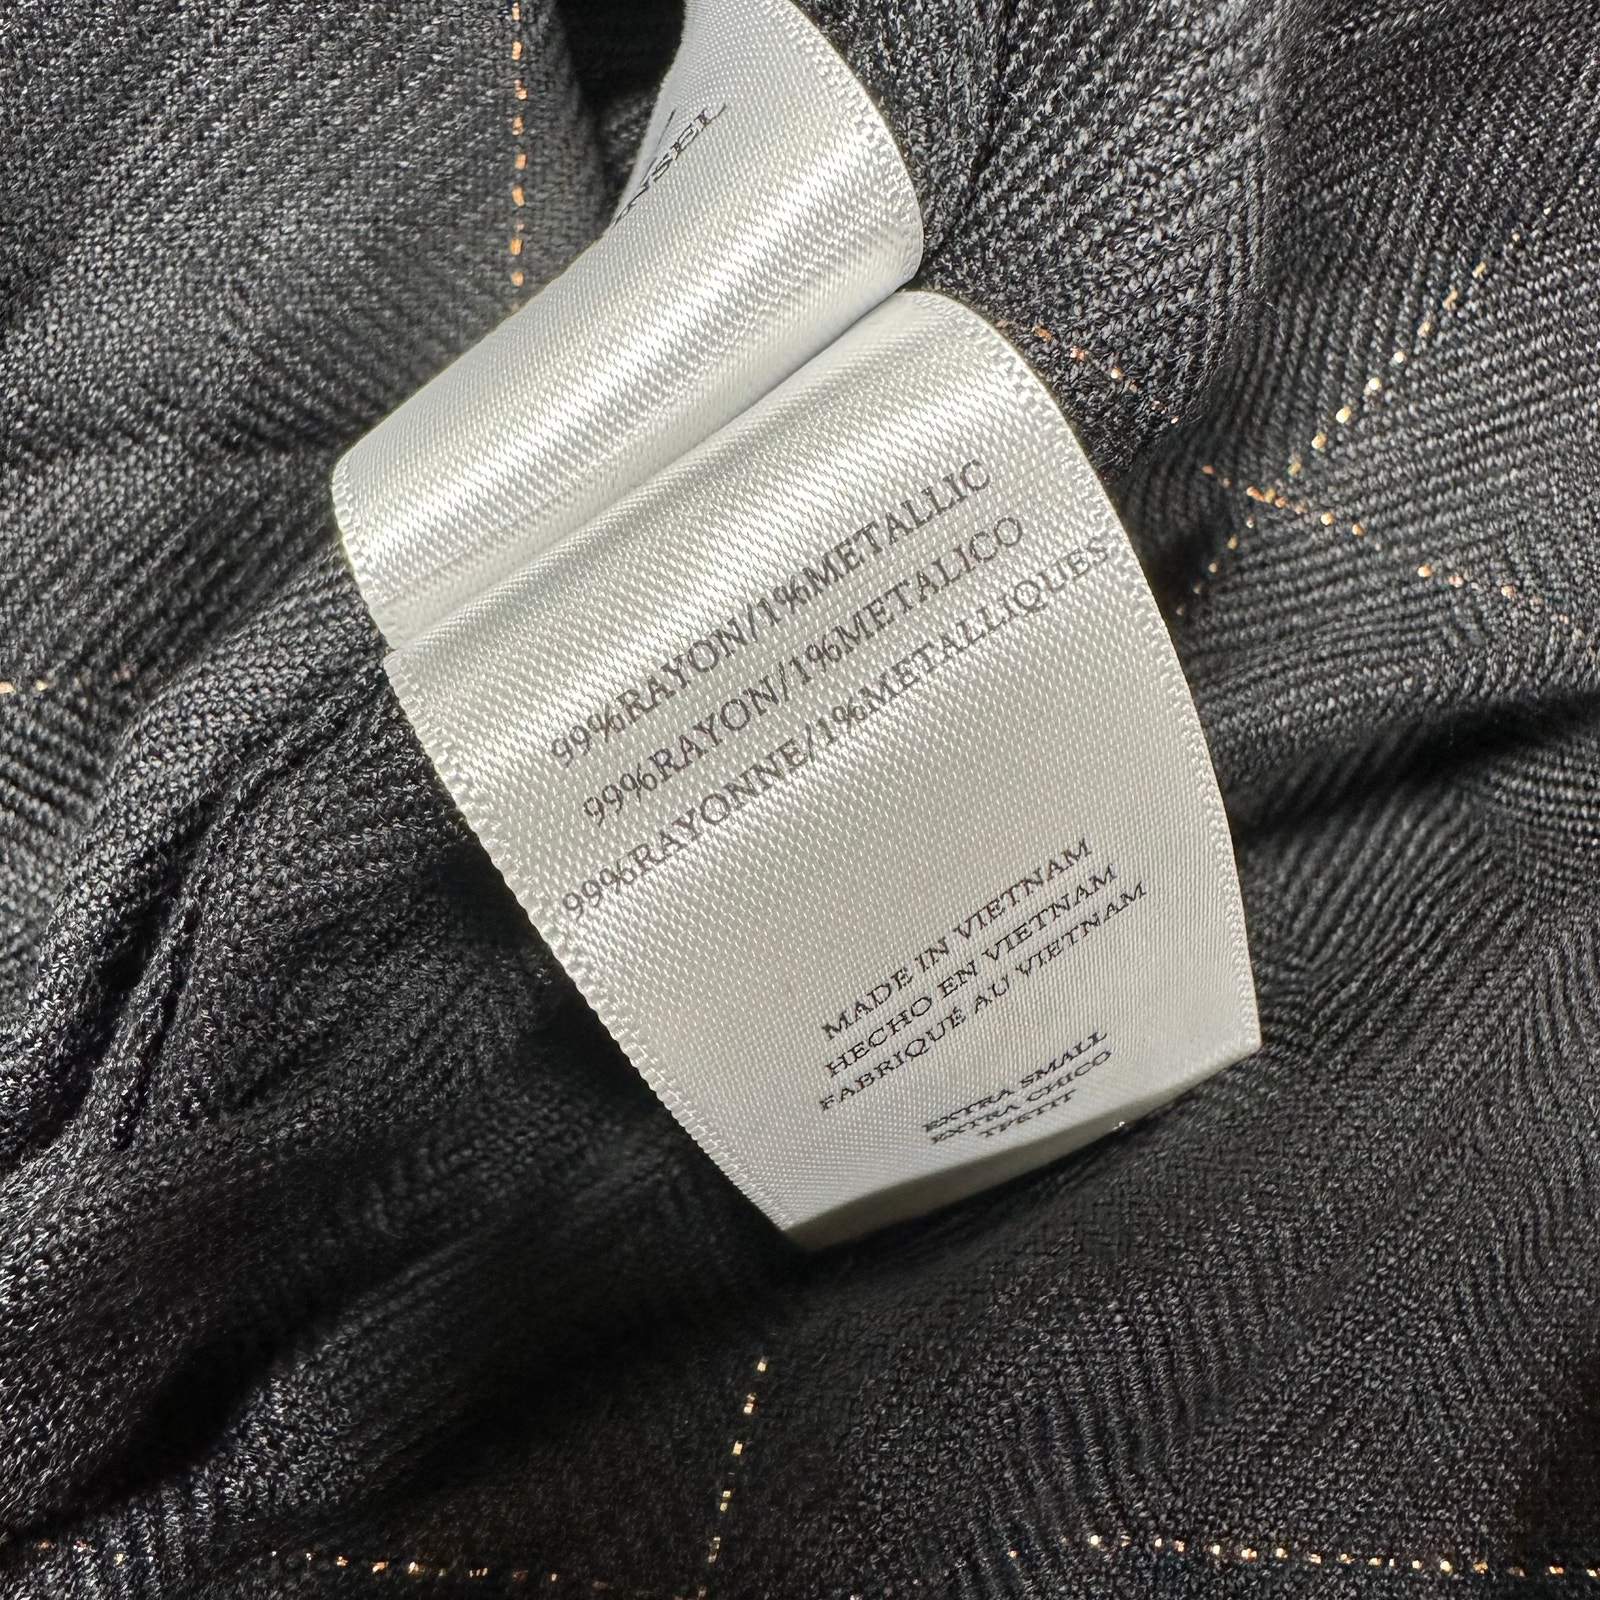 99%RAYON/1%METALLIC
99%RAYON/1%METALICO
99%RAYONNE/1%METALLIQUES
MADE IN VIETNAM
HECHO EN VIETNAM
FABRIQUÉ AU VIETNAM
EXTRA SMALL
EXTRA CHICO
TPETIT